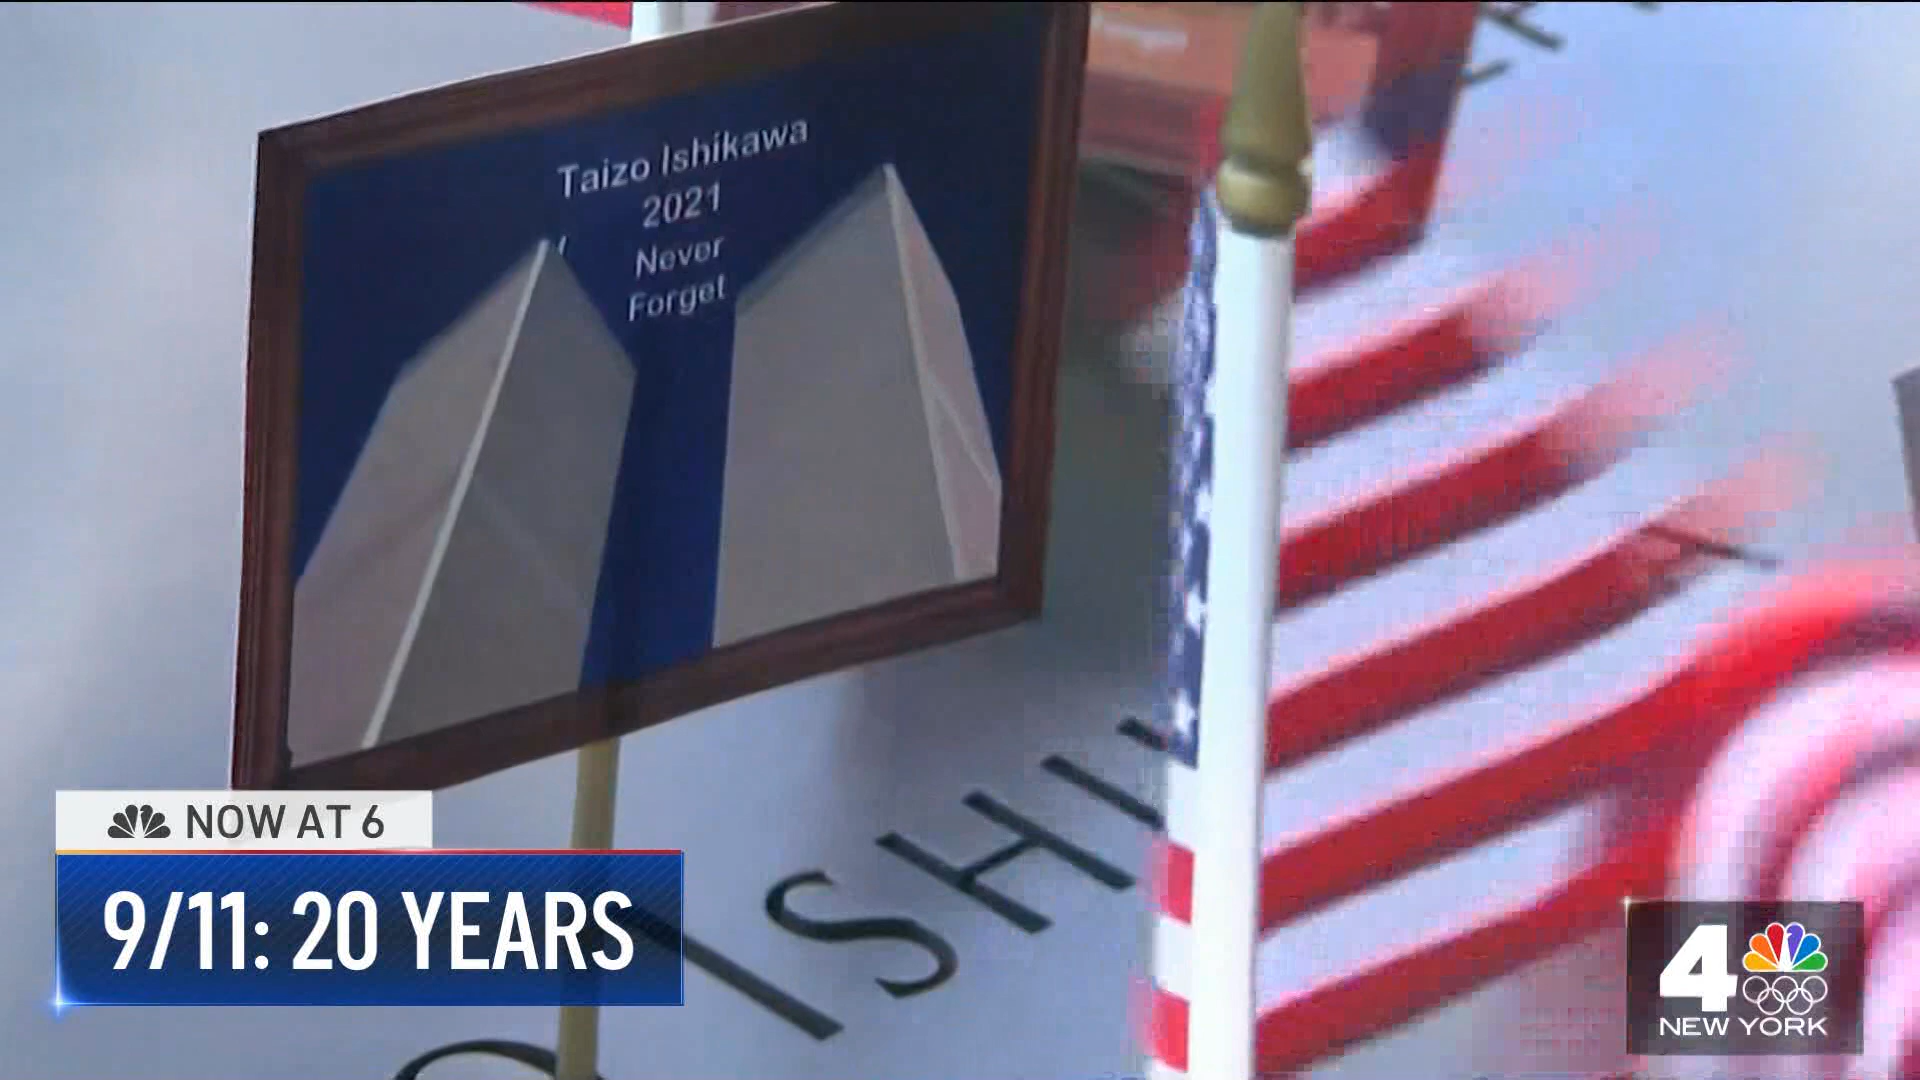 Taizo Ishikawa
2021
Never
Forget
O ISHI
NOW AT 6
9/11: 20 YEARS
4
NEW YORK